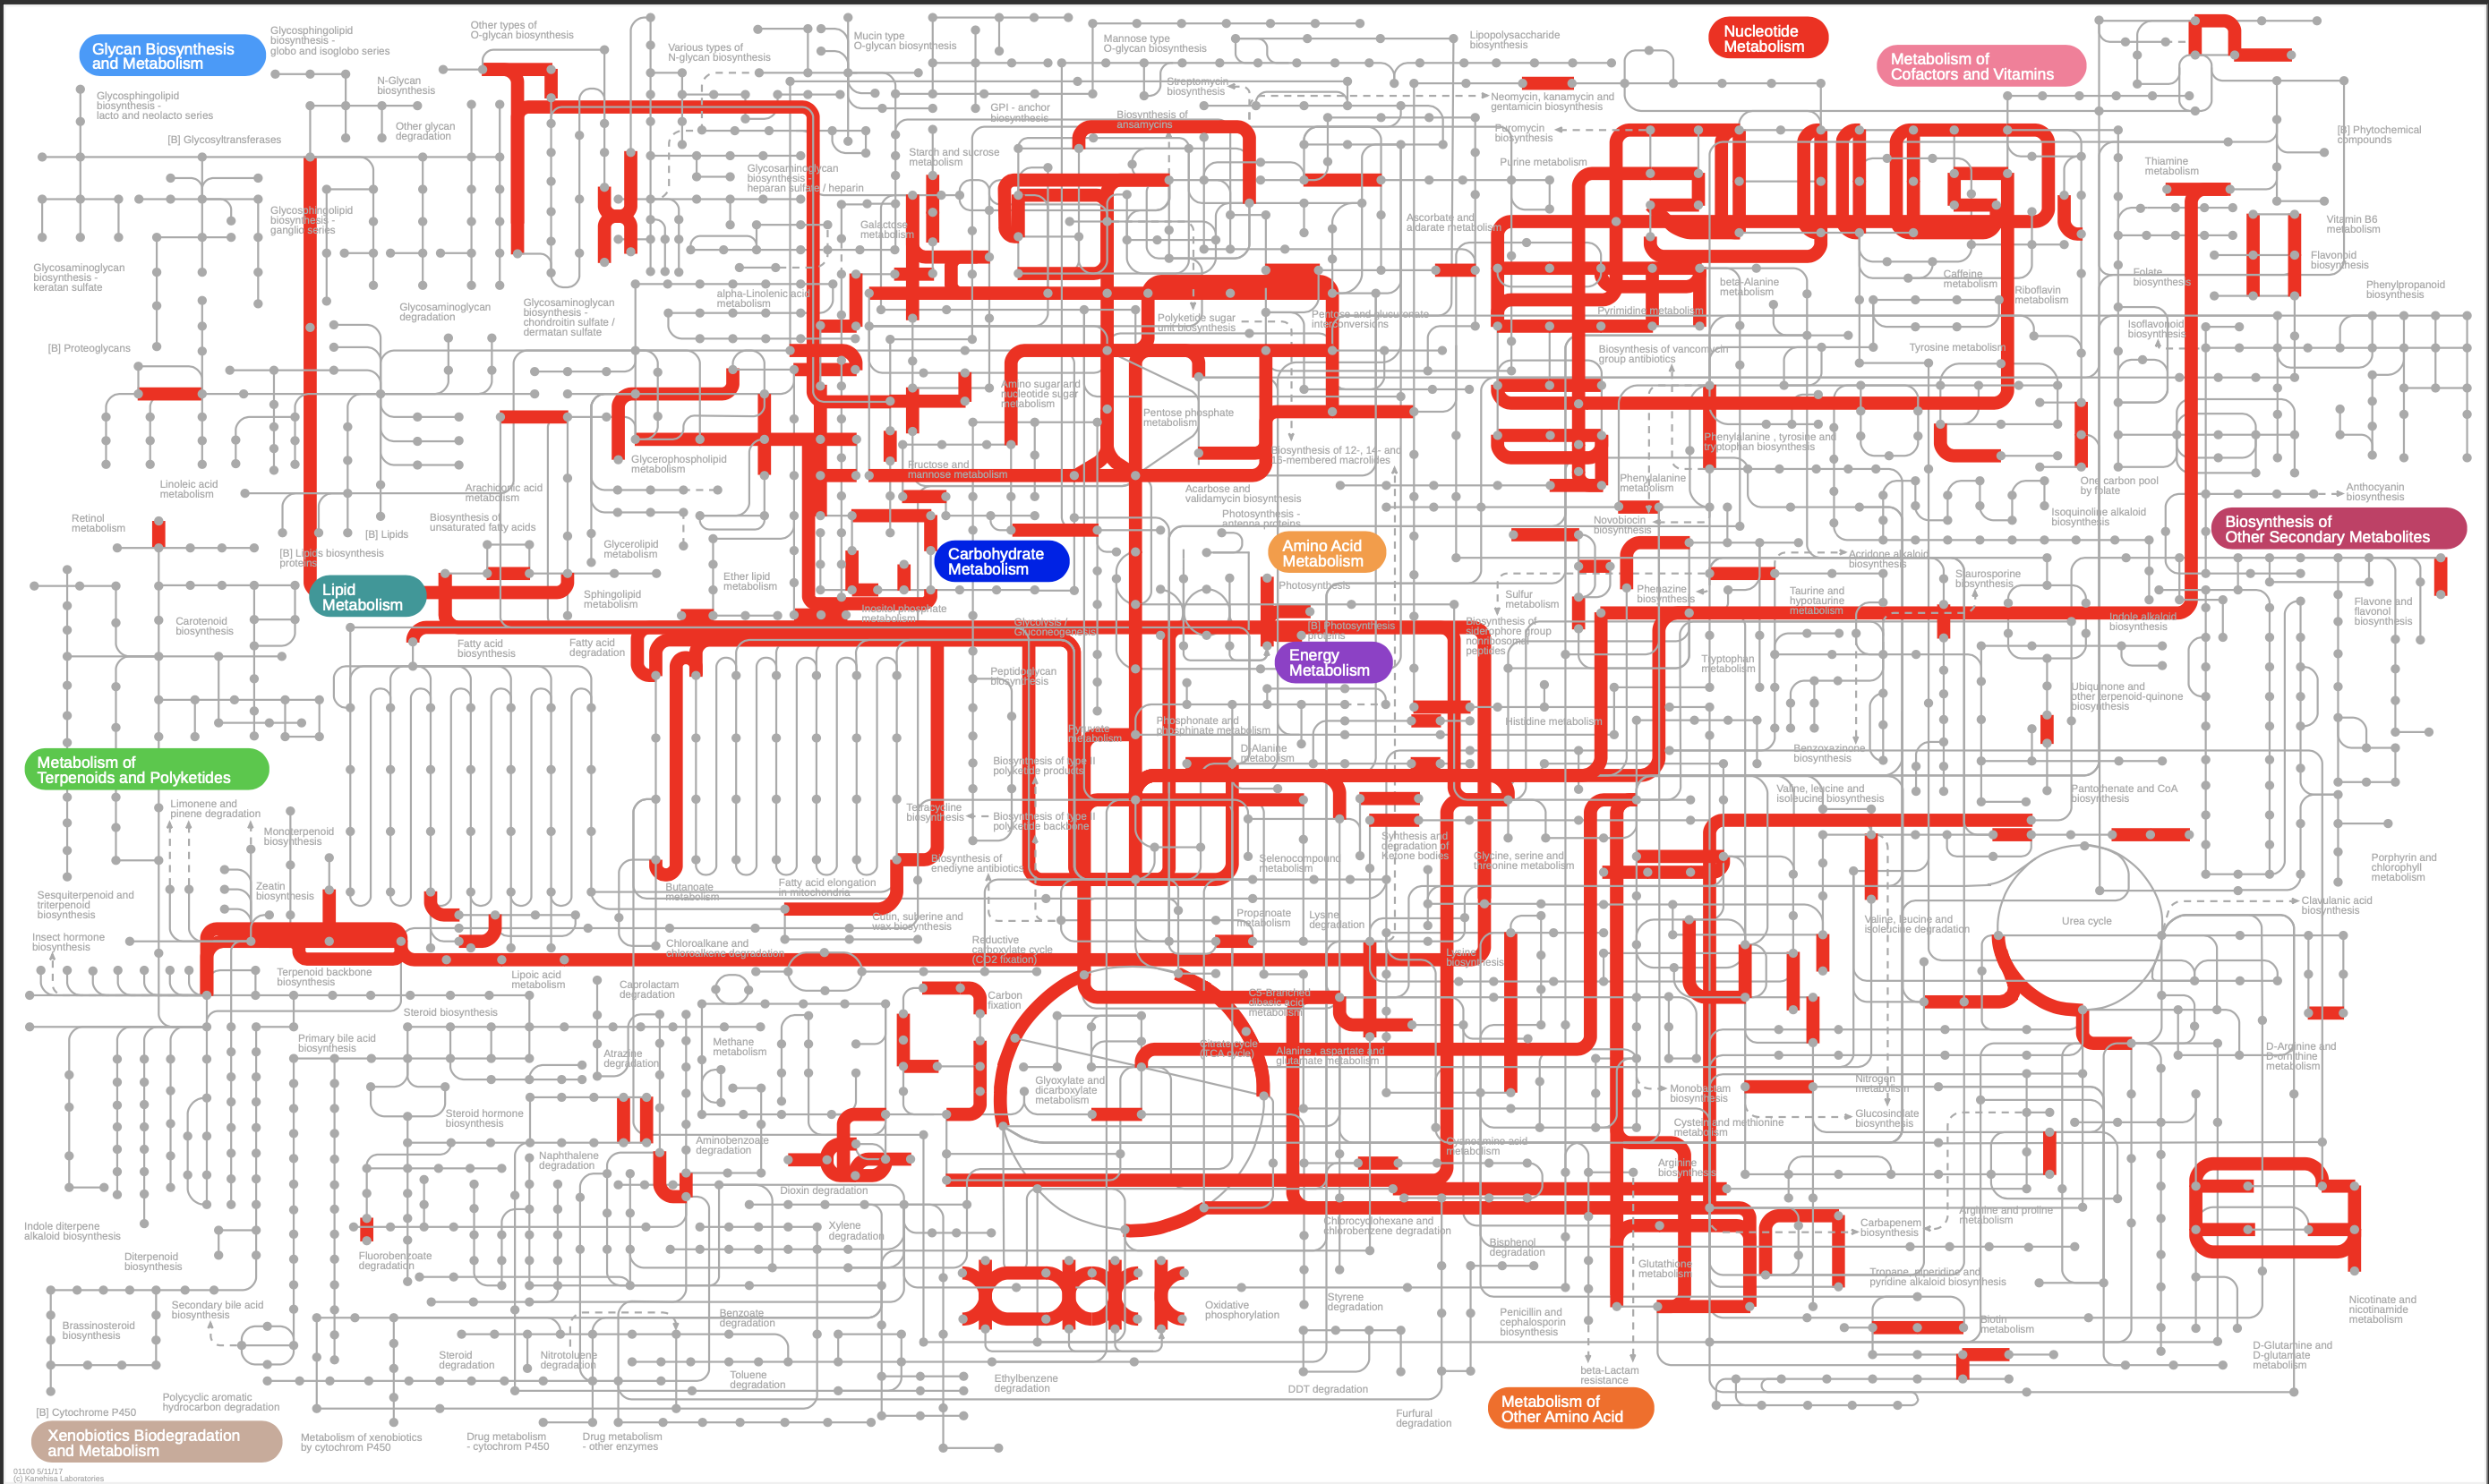 Glycan Biosynthesis
and Metabolism
Glycosphingolipid
biosynthesis -
globo and isoglobo series
Other types of
O-glycan biosynthesis
Various types of
N-glycan biosynthesis
Mucin type
O-glycan biosynthesis
Mannose type
O-glycan biosynthesis
Lipopolysaccharide
biosynthesis
Nucleotide
Metabolism
Metabolism of
Cofactors and Vitamins
N-Glycan
biosynthesis
Glycosphingolipid
biosynthesis -
lacto and neolacto series
Other glycan
degradation
[B] Glycosyltransferases
GPI - anchor
biosynthesis
Streptomycin
biosynthesis
Biosynthesis of
ansamycins
Neomycin, kanamycin and
gentamicin biosynthesis
Puromycin
biosynthesis
Purine metabolism
[B] Phytochemical
compounds
Thiamine
metabolism
Starch and sucrose
metabolism
Glycosaminoglycan
biosynthesis -
heparan sulfate / heparin
Glycosphingolipid
biosynthesis -
ganglio series
Galactose
metabolism
Ascorbate and
aldarate metabolism
Vitamin B6
metabolism
Flavonoid
biosynthesis
Glycosaminoglycan
biosynthesis -
keratan sulfate
Glycosaminoglycan
degradation
Glycosaminoglycan
biosynthesis -
chondroitin sulfate /
dermatan sulfate
alpha-Linolenic acid
metabolism
Polyketide sugar
unit biosynthesis
Pentose and glucuronate
interconversions
beta-Alanine
metabolism
Pyrimidine metabolism
Caffeine
metabolism
Riboflavin
metabolism
Folate
biosynthesis
Phenylpropanoid
biosynthesis
Isoflavonoid
biosynthesis
[B] Proteoglycans
Biosynthesis of vancomycin
group antibiotics
Tyrosine metabolism
Amino sugar and
nucleotide sugar
metabolism
Pentose phosphate
metabolism
Biosynthesis of 12-, 14- and
16-membered macrolides
Phenylalanine , tyrosine and
tryptophan biosynthesis
Phenylalanine
metabolism
One carbon pool
by folate
Anthocyanin
biosynthesis
Linoleic acid
metabolism
Arachidonic acid
metabolism
Glycerophospholipid
metabolism
Fructose and
mannose metabolism
Acarbose and
validamycin biosynthesis
Photosynthesis -
antenna proteins
Novobiocin
biosynthesis
Isoquinoline alkaloid
biosynthesis
Biosynthesis of
Other Secondary Metabolites
Retinol
metabolism
Biosynthesis of
unsaturated fatty acids
[B] Lipids
[B] Lipids biosynthesis
proteins
Glycerolipid
metabolism
Carbohydrate
Metabolism
Amino Acid
Metabolism
Acridone alkaloid
biosynthesis
Staurosporine
biosynthesis
Lipid
Metabolism
Sphingolipid
metabolism
Ether lipid
metabolism
Inositol phosphate
metabolism
Photosynthesis
Sulfur
metabolism
Phenazine
biosynthesis
Taurine and
hypotaurine
metabolism
Indole alkaloid
biosynthesis
Flavone and
flavonol
biosynthesis
Carotenoid
biosynthesis
Fatty acid
biosynthesis
Fatty acid
degradation
Glycolysis /
Gluconeogenesis
[B] Photosynthesis
proteins
Biosynthesis of
siderophore group
nonribosomal
peptides
Energy
Metabolism
Tryptophan
metabolism
Peptidoglycan
biosynthesis
Ubiquinone and
other terpenoid-quinone
biosynthesis
Pyruvate
metabolism
Phosphonate and
phosphinate metabolism
Histidine metabolism
D-Alanine
metabolism
Benzoxazinone
biosynthesis
Metabolism of
Terpenoids and Polyketides
Biosynthesis of type II
polyketide products
Tetracycline
biosynthesis
Biosynthesis of type II
polyketide backbone
Valine, leucine and
isoleucine biosynthesis
Pantothenate and CoA
biosynthesis
Limonene and
pinene degradation
Monoterpenoid
biosynthesis
Synthesis and
degradation of
Ketone bodies
Glycine, serine and
threonine metabolism
Selenocompound
metabolism
Biosynthesis of
enediyne antibiotics
Porphyrin and
chlorophyll
metabolism
Sesquiterpenoid and
triterpenoid
biosynthesis
Zeatin
biosynthesis
Butanoate
metabolism
Fatty acid elongation
in mitochondria
Cutin, suberine and
wax biosynthesis
Propanoate
metabolism
Lysine
degradation
Valine, leucine and
isoleucine degradation
Urea cycle
Clavulanic acid
biosynthesis
Insect hormone
biosynthesis
Chloroalkane and
chloroalkene degradation
Reductive
carboxylate cycle
(CO2 fixation)
Lysine
biosynthesis
Terpenoid backbone
biosynthesis
Lipoic acid
metabolism
Caprolactam
degradation
Carbon
fixation
C5-Branched
dibasic acid
metabolism
Steroid biosynthesis
Primary bile acid
biosynthesis
Atrazine
degradation
Methane
metabolism
Citrate cycle
(TCA cycle)
Alanine , aspartate and
glutamate metabolism
D-Arginine and
D-ornithine
metabolism
Glyoxylate and
dicarboxylate
metabolism
Monobactam
biosynthesis
Nitrogen
metabolism
Steroid hormone
biosynthesis
Glucosinolate
biosynthesis
Cystein and methionine
metabolism
Aminobenzoate
degradation
Cyanoamino acid
metabolism
Naphthalene
degradation
Arginine
biosynthesis
Dioxin degradation
Arginine and proline
metabolism
Indole diterpene
alkaloid biosynthesis
Diterpenoid
biosynthesis
Fluorobenzoate
degradation
Xylene
degradation
Chlorocyclohexane and
chlorobenzene degradation
Bisphenol
degradation
Carbapenem
biosynthesis
Glutathione
metabolism
Tropane, piperidine and
pyridine alkaloid biosynthesis
Secondary bile acid
biosynthesis
Brassinosteroid
biosynthesis
Benzoate
degradation
Oxidative
phosphorylation
Styrene
degradation
Penicillin and
cephalosporin
biosynthesis
Biotin
metabolism
Nicotinate and
nicotinamide
metabolism
Steroid
degradation
Nitrotoluene
degradation
Toluene
degradation
Ethylbenzene
degradation
DDT degradation
beta-Lactam
resistance
D-Glutamine and
D-glutamate
metabolism
Polycyclic aromatic
hydrocarbon degradation
[B] Cytochrome P450
Metabolism of
Other Amino Acid
Furfural
degradation
Xenobiotics Biodegradation
and Metabolism
Metabolism of xenobiotics
by cytochrom P450
Drug metabolism
- cytochrom P450
Drug metabolism
- other enzymes
01100 5/11/17
(c) Kanehisa Laboratories